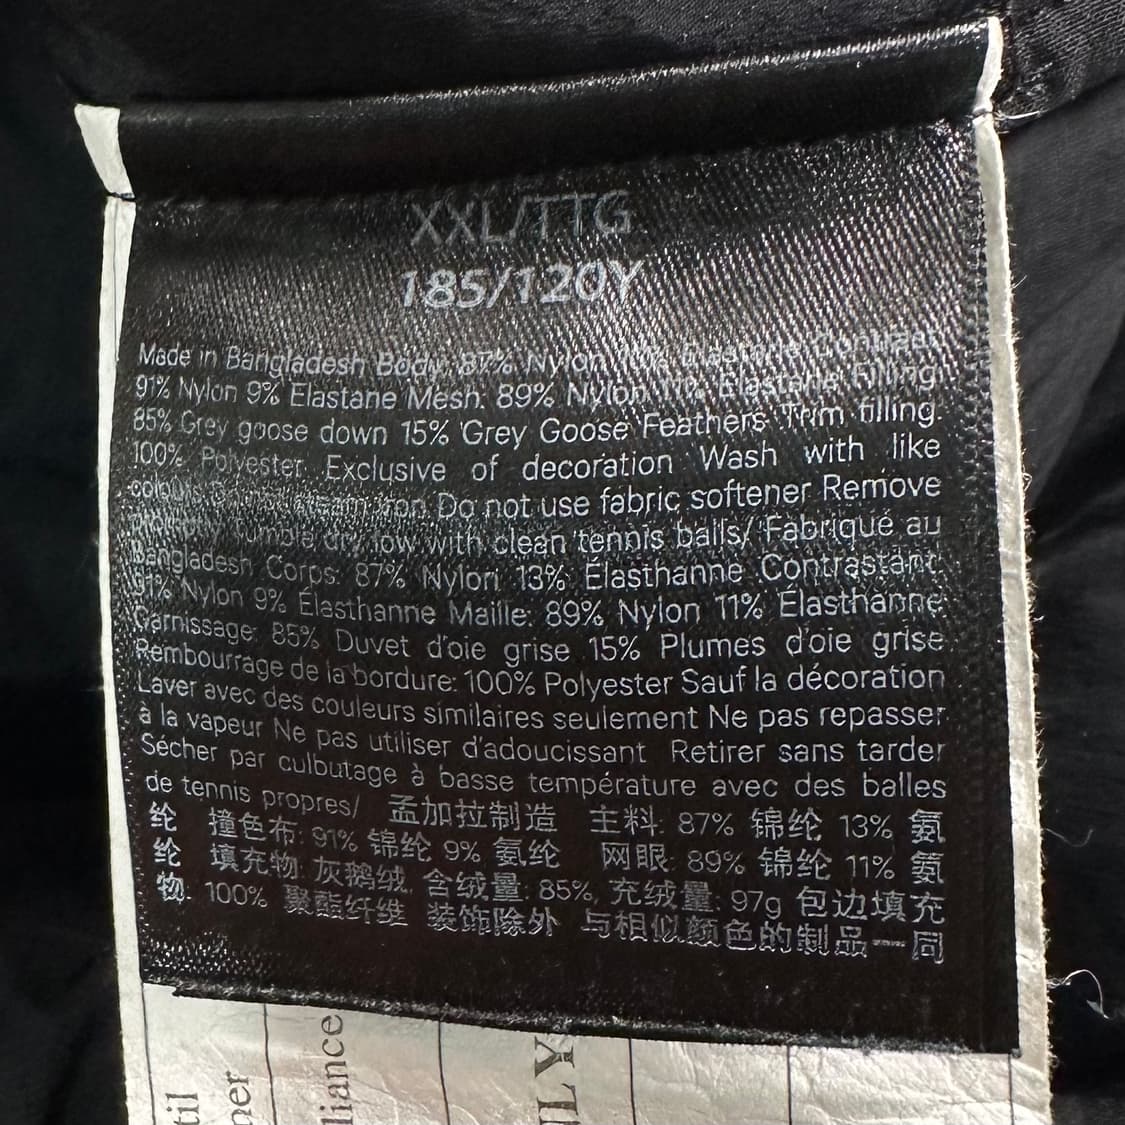 XXL/TTG
185/120Y
Made in Bangladesh Body: 87% Nylon Elastane Contrast:
91% Nylon 9% Elastane Mesh: 89% Nylon 11% Elastane Filling:
85% Grey goose down 15% Grey Goose Feathers Trim filling:
100% Polyester Exclusive of decoration Wash with like
colours steam iron Do not use fabric softener Remove
promptly Tumble dry low with clean tennis balls/ Fabriqué au
Bangladesh Corps: 87% Nylon 13% Élasthanne Contrastant:
91% Nylon 9% Élasthanne Maille: 89% Nylon 11% Élasthanne
Garnissage: 85% Duvet d'oie grise 15% Plumes d'oie grise
Rembourrage de la bordure: 100% Polyester Sauf la décoration
Laver avec des couleurs similaires seulement Ne pas repasser
à la vapeur Ne pas utiliser d'adoucissant Retirer sans tarder
Sécher par culbutage à basse température avec des balles
de tennis propres/ 孟加拉制造 主料: 87% 锦纶 13% 氨
纶 撞色布: 91% 锦纶 9% 氨纶 网眼: 89% 锦纶 11% 氨
纶 填充物: 灰鹅绒, 含绒量: 85%, 充绒量: 97g 包边填充
物: 100% 聚酯纤维 装饰除外 与相似颜色的制品一同
til
ner
liance
NLY